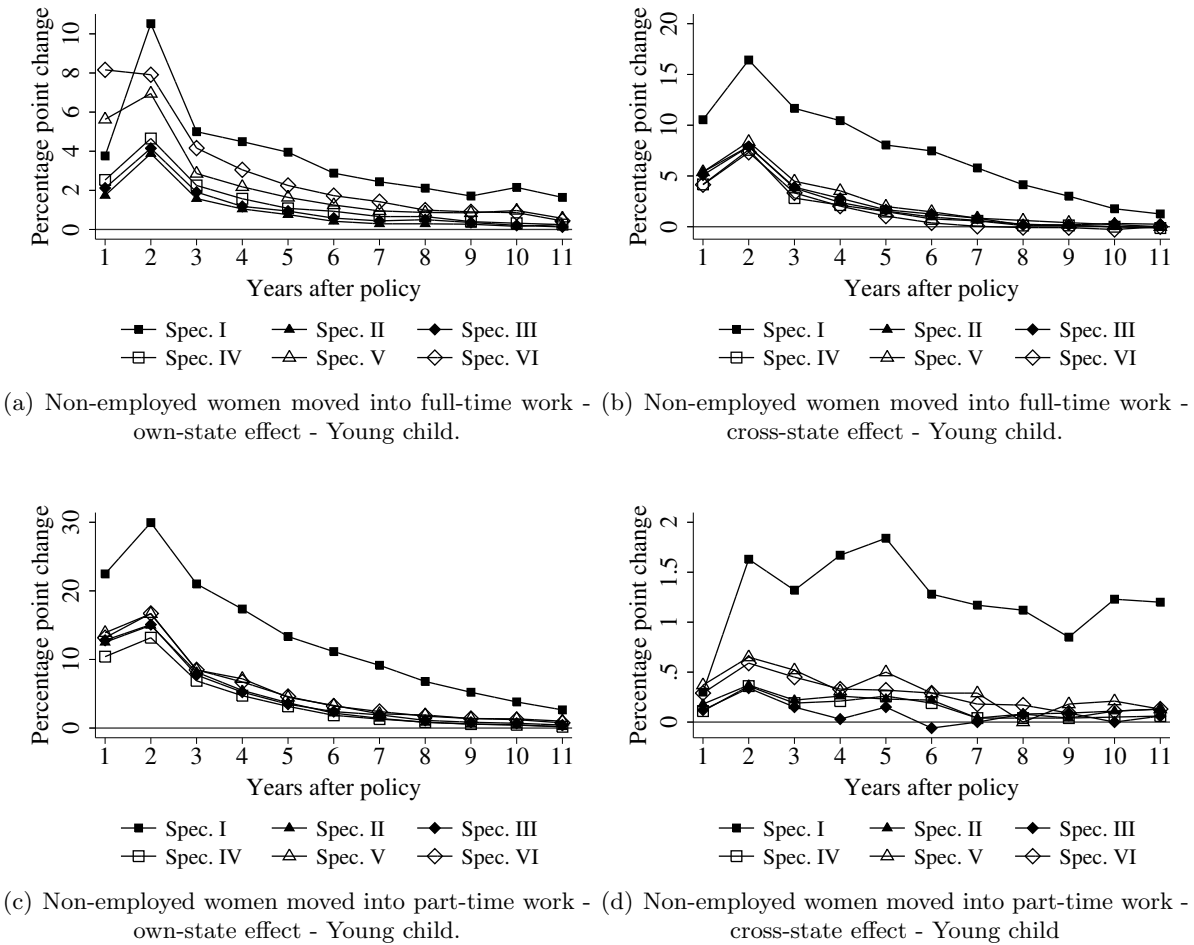 Percentage point change
0 2 4 6 8 10
1 2 3 4 5 6 7 8 9 10 11
Years after policy
Spec. I Spec. II Spec. III
Spec. IV Spec. V Spec. VI
(a) Non-employed women moved into full-time work -
own-state effect - Young child.
Percentage point change
0 5 10 15 20
1 2 3 4 5 6 7 8 9 10 11
Years after policy
Spec. I Spec. II Spec. III
Spec. IV Spec. V Spec. VI
(b) Non-employed women moved into full-time work -
cross-state effect - Young child.
Percentage point change
0 10 20 30
1 2 3 4 5 6 7 8 9 10 11
Years after policy
Spec. I Spec. II Spec. III
Spec. IV Spec. V Spec. VI
(c) Non-employed women moved into part-time work -
own-state effect - Young child.
Percentage point change
0 .5 1 1.5 2
1 2 3 4 5 6 7 8 9 10 11
Years after policy
Spec. I Spec. II Spec. III
Spec. IV Spec. V Spec. VI
(d) Non-employed women moved into part-time work -
cross-state effect - Young child